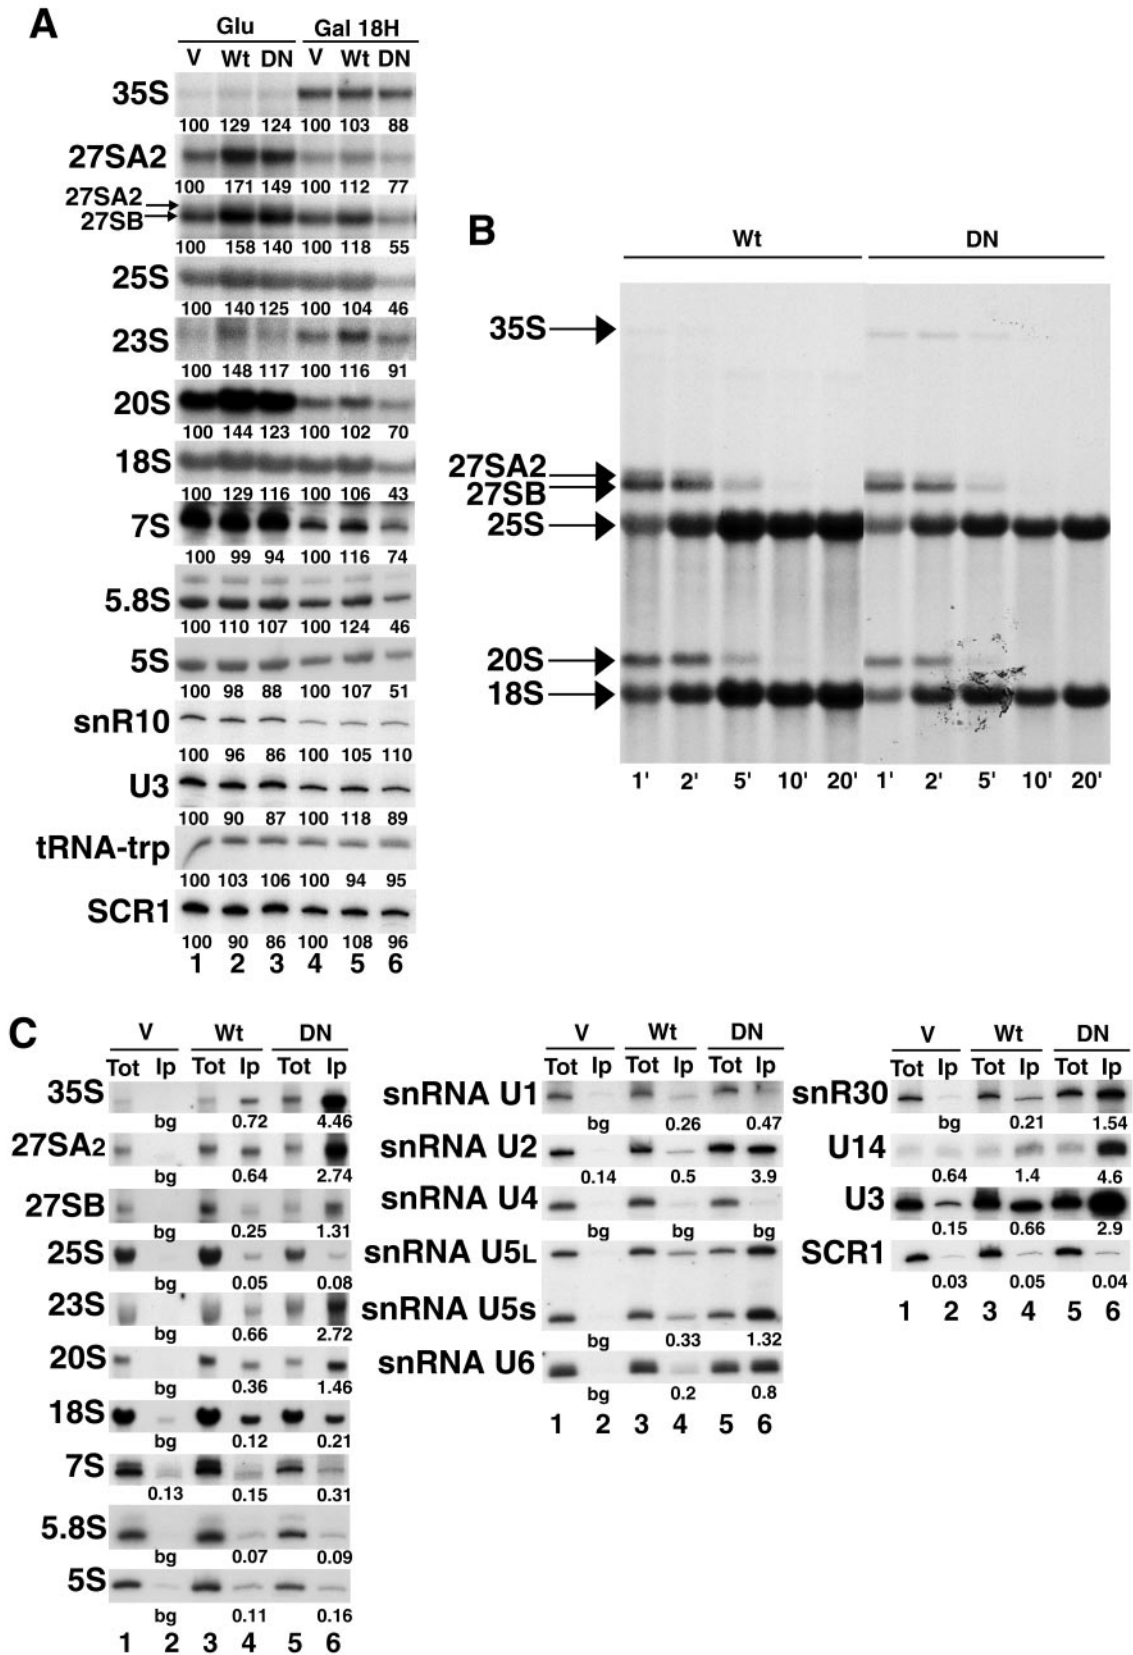 A
Glu Gal 18H
V Wt DN V Wt DN
35S
100 129 124 100 103 88
27SA2
100 171 149 100 112 77
27SA2
27SB
100 158 140 100 118 55
25S
100 140 125 100 104 46
23S
100 148 117 100 116 91
20S
100 144 123 100 102 70
18S
100 129 116 100 106 43
7S
100 99 94 100 116 74
5.8S
100 110 107 100 124 46
5S
100 98 88 100 107 51
snR10
100 96 86 100 105 110
U3
100 90 87 100 118 89
tRNA-trp
100 103 106 100 94 95
SCR1
100 90 86 100 108 96
1 2 3 4 5 6
B
Wt DN
35S
27SA2
27SB
25S
20S
18S
1' 2' 5' 10' 20' 1' 2' 5' 10' 20'
C
V Wt DN
Tot Ip Tot Ip Tot Ip
35S
bg 0.72 4.46
27SA2
bg 0.64 2.74
27SB
bg 0.25 1.31
25S
bg 0.05 0.08
23S
bg 0.66 2.72
20S
bg 0.36 1.46
18S
bg 0.12 0.21
7S
0.13 0.15 0.31
5.8S
bg 0.07 0.09
5S
bg 0.11 0.16
1 2 3 4 5 6
V Wt DN
Tot Ip Tot Ip Tot Ip
snRNA U1
bg 0.26 0.47
snRNA U2
0.14 0.5 3.9
snRNA U4
bg bg bg
snRNA U5L
snRNA U5s
bg 0.33 1.32
snRNA U6
bg 0.2 0.8
1 2 3 4 5 6
V Wt DN
Tot Ip Tot Ip Tot Ip
snR30
bg 0.21 1.54
U14
0.64 1.4 4.6
U3
0.15 0.66 2.9
SCR1
0.03 0.05 0.04
1 2 3 4 5 6